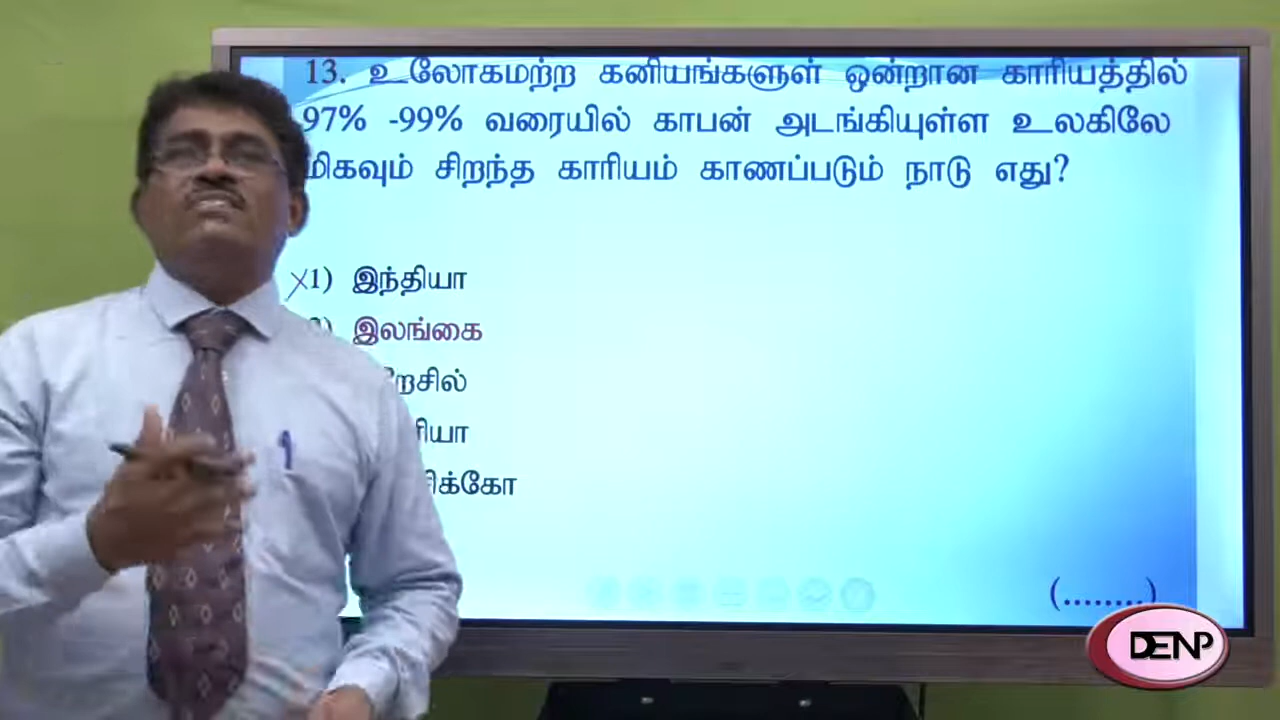 13. உலோகமற்ற கனியங்களுள் ஒன்றான காரியத்தில்
97% -99% வரையில் காபன் அடங்கியுள்ள உலகிலே
மிகவும் சிறந்த காரியம் காணப்படும் நாடு எது?
1) இந்தியா
இலங்கை
(........)
DENP